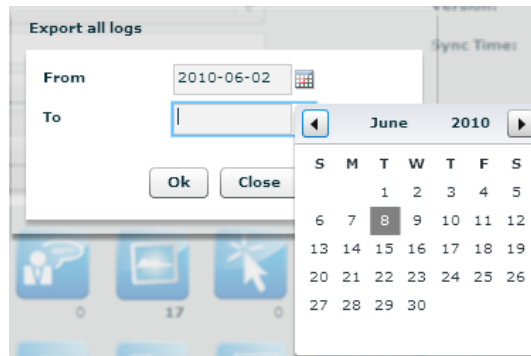 Version:
Export all logs
Sync Time:
From 2010-06-02
To
June 2010
S M T W T F S
1 2 3 4 5
6 7 8 9 10 11 12
13 14 15 16 17 18 19
20 21 22 23 24 25 26
27 28 29 30
Ok Close
0 17 0